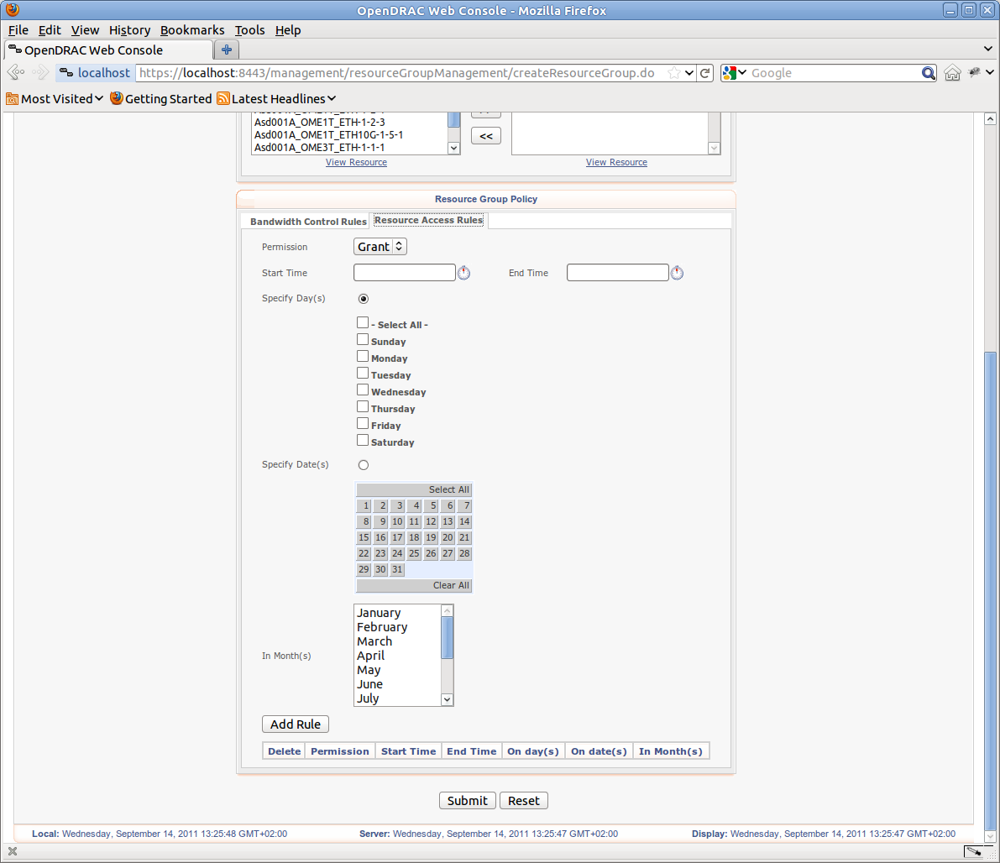 OpenDRAC Web Console - Mozilla Firefox
File Edit View History Bookmarks Tools Help
OpenDRAC Web Console
localhost https://localhost:8443/management/resourceGroupManagement/createResourceGroup.do Google
Most Visited Getting Started Latest Headlines
Asd001A_OME1T_ETH-1-2-3
Asd001A_OME1T_ETH10G-1-5-1 <<
Asd001A_OME3T_ETH-1-1-1
View Resource View Resource
Resource Group Policy
Bandwidth Control Rules Resource Access Rules
Permission Grant
Start Time End Time
Specify Day(s)
- Select All -
Sunday
Monday
Tuesday
Wednesday
Thursday
Friday
Saturday
Specify Date(s)
Select All
1 2 3 4 5 6 7
8 9 10 11 12 13 14
15 16 17 18 19 20 21
22 23 24 25 26 27 28
29 30 31
Clear All
January
February
March
In Month(s) April
May
June
July
Add Rule
Delete Permission Start Time End Time On day(s) On date(s) In Month(s)
Submit Reset
Local: Wednesday, September 14, 2011 13:25:48 GMT+02:00 Server: Wednesday, September 14, 2011 13:25:47 GMT+02:00 Display: Wednesday, September 14, 2011 13:25:47 GMT+02:00